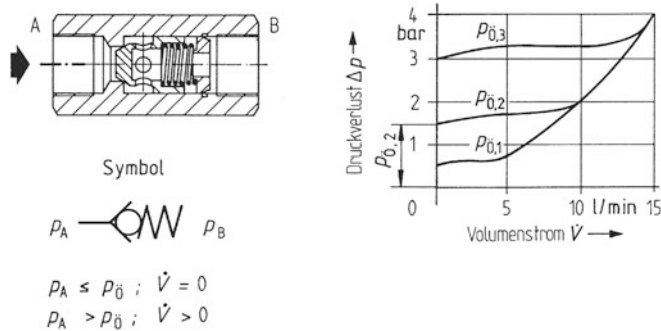 A
B
Symbol
p_A
p_B
p_A ≤ p_Ö ; V̇ = 0
p_A > p_Ö ; V̇ > 0
Druckverlust Δp
4
bar
3
2
1
0
p_Ö,3
p_Ö,2
p_Ö,1
p_Ö,2
5
10
l/min
15
Volumenstrom V̇